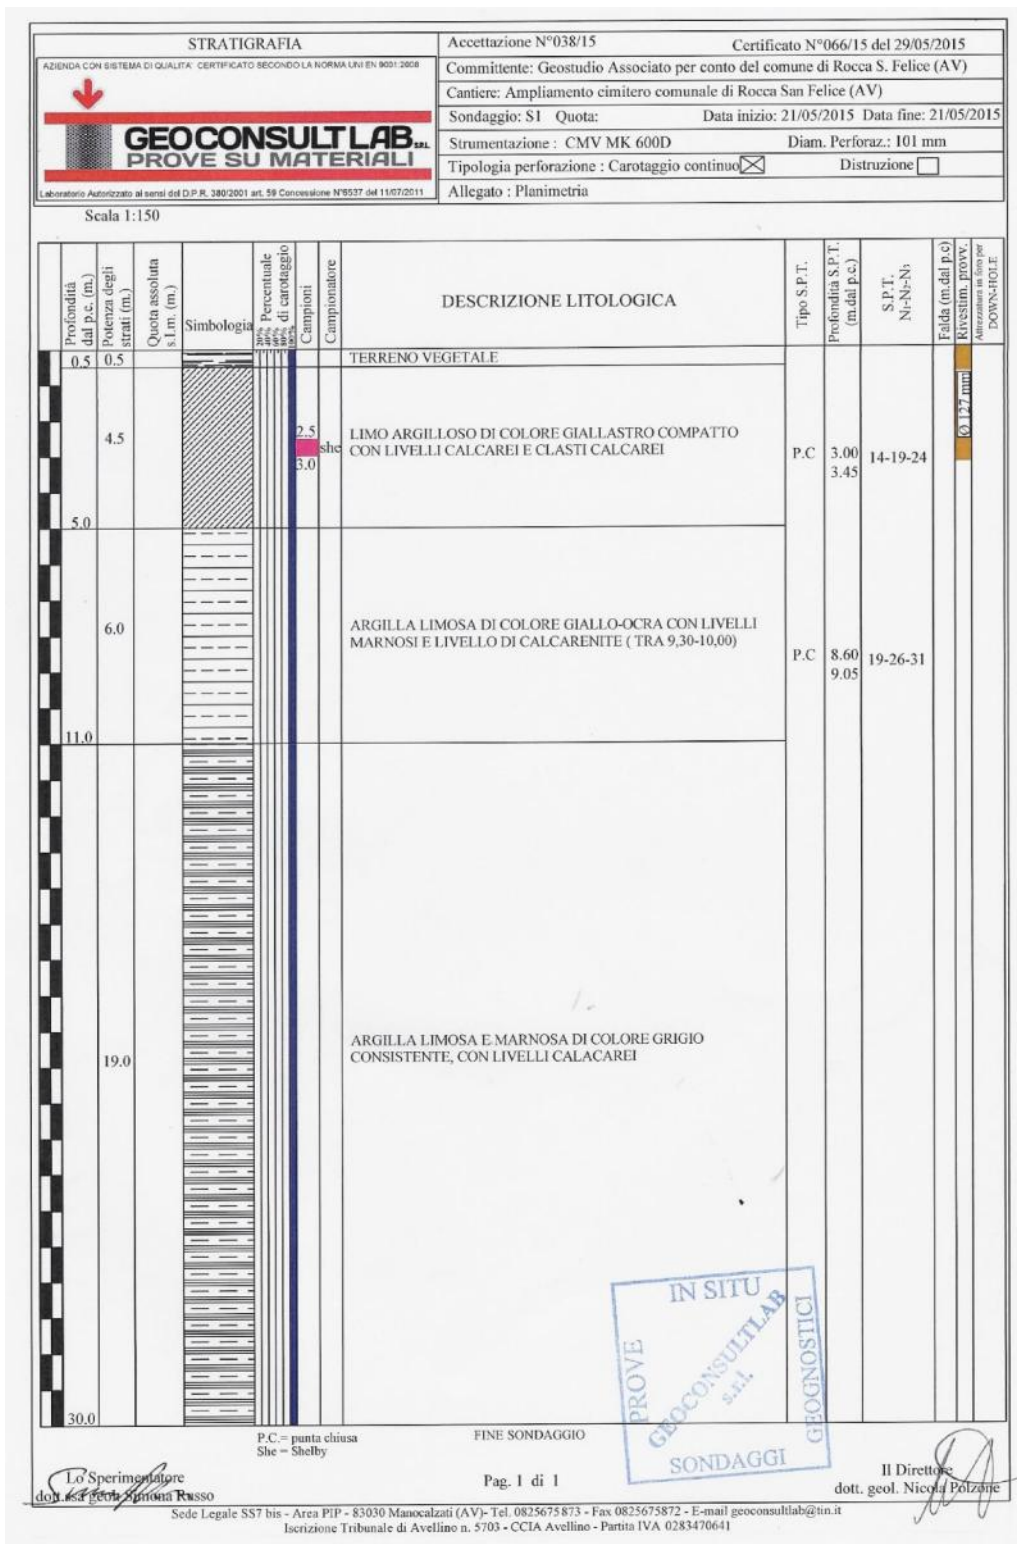 STRATIGRAFIA
AZIENDA CON SISTEMA DI QUALITA' CERTIFICATO SECONDO LA NORMA UNI EN 9001:2008
GEOCONSULTLAB SRL
PROVE SU MATERIALI
Laboratorio Autorizzato ai sensi del D.P.R. 380/2001 art. 59 Concessione N°6537 del 11/07/2011
Accettazione N°038/15 Certificato N°066/15 del 29/05/2015
Committente: Geostudio Associato per conto del comune di Rocca S. Felice (AV)
Cantiere: Ampliamento cimitero comunale di Rocca San Felice (AV)
Sondaggio: S1 Quota: Data inizio: 21/05/2015 Data fine: 21/05/2015
Strumentazione : CMV MK 600D Diam. Perforaz.: 101 mm
Tipologia perforazione : Carotaggio continuo Distruzione
Allegato : Planimetria
Scala 1:150
Profondità
dal p.c. (m.)
Potenza degli
strati (m.)
Quota assoluta
s.l.m. (m.)
Simbologia
Percentuale
di carotaggio
20%
40%
60%
80%
100%
Campioni
Campionatore
DESCRIZIONE LITOLOGICA
Tipo S.P.T.
Profondità S.P.T.
(m.dal p.c.)
S.P.T.
N1-N2-N3
Falda (m.dal p.c)
Rivestim. provv.
Attrezzatura in foro per
DOWN-HOLE
0.5 0.5 TERRENO VEGETALE
Ø 127 mm
4.5 2.5 she 3.0
LIMO ARGILLOSO DI COLORE GIALLASTRO COMPATTO
CON LIVELLI CALCAREI E CLASTI CALCAREI
P.C 3.00 14-19-24
3.45
5.0
6.0
ARGILLA LIMOSA DI COLORE GIALLO-OCRA CON LIVELLI
MARNOSI E LIVELLO DI CALCARENITE ( TRA 9,30-10,00)
P.C 8.60 19-26-31
9.05
11.0
19.0
ARGILLA LIMOSA E MARNOSA DI COLORE GRIGIO
CONSISTENTE, CON LIVELLI CALACAREI
30.0
IN SITU
PROVE
GEOCONSULTLAB
s.r.l.
GEOGNOSTICI
SONDAGGI
P.C.= punta chiusa
She = Shelby
FINE SONDAGGIO
Lo Sperimentatore
dott.ssa geol. Simona Russo
Pag. 1 di 1
Il Direttore
dott. geol. Nicola Polzone
Sede Legale SS7 bis - Area PIP - 83030 Manocalzati (AV)- Tel. 0825675873 - Fax 0825675872 - E-mail geoconsultlab@tin.it
Iscrizione Tribunale di Avellino n. 5703 - CCIA Avellino - Partita IVA 0283470641